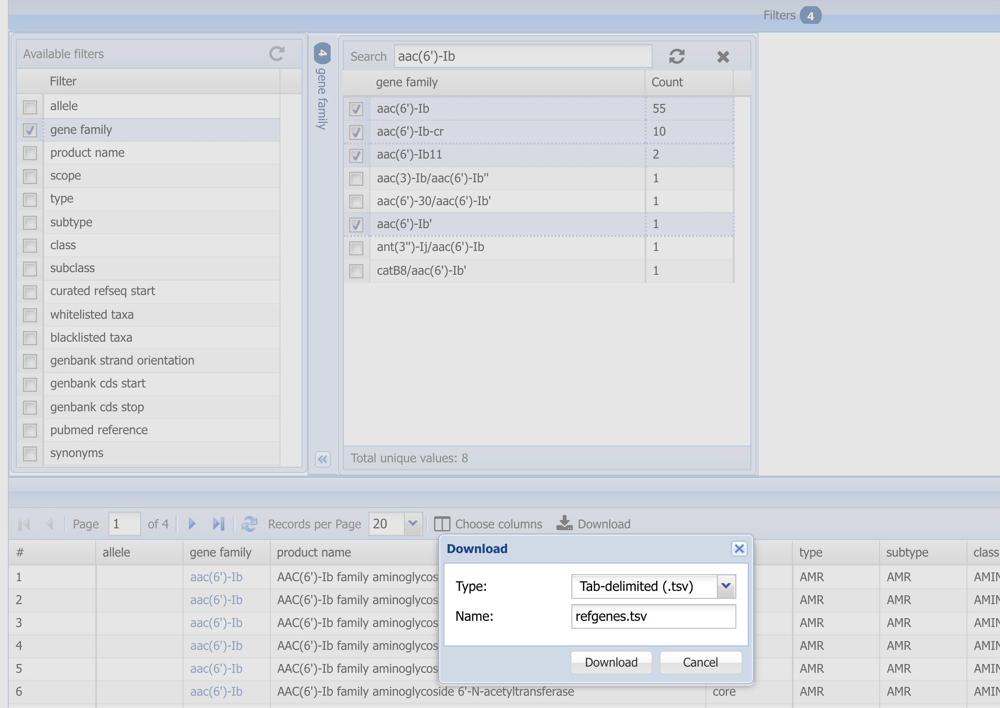 Filters 4
Available filters
Filter
allele
gene family
product name
scope
type
subtype
class
subclass
curated refseq start
whitelisted taxa
blacklisted taxa
genbank strand orientation
genbank cds start
genbank cds stop
pubmed reference
synonyms
4 gene family
Search aac(6')-Ib
gene family Count
aac(6')-Ib 55
aac(6')-Ib-cr 10
aac(6')-Ib11 2
aac(3)-Ib/aac(6')-Ib'' 1
aac(6')-30/aac(6')-Ib' 1
aac(6')-Ib' 1
ant(3'')-Ij/aac(6')-Ib 1
catB8/aac(6')-Ib' 1
Total unique values: 8
Page 1 of 4 Records per Page 20 Choose columns Download
# allele gene family product name type subtype class
1 aac(6')-Ib AAC(6')-Ib family aminoglycos AMR AMR AMIN
2 aac(6')-Ib AAC(6')-Ib family aminoglycos AMR AMR AMIN
3 aac(6')-Ib AAC(6')-Ib family aminoglycos AMR AMR AMIN
4 aac(6')-Ib AAC(6')-Ib family aminoglycos AMR AMR AMIN
5 aac(6')-Ib AAC(6')-Ib family aminoglycos AMR AMR AMIN
6 aac(6')-Ib AAC(6')-Ib family aminoglycoside 6'-N-acetyltransferase core AMR AMR AMIN
Download
Type: Tab-delimited (.tsv)
Name: refgenes.tsv
Download Cancel